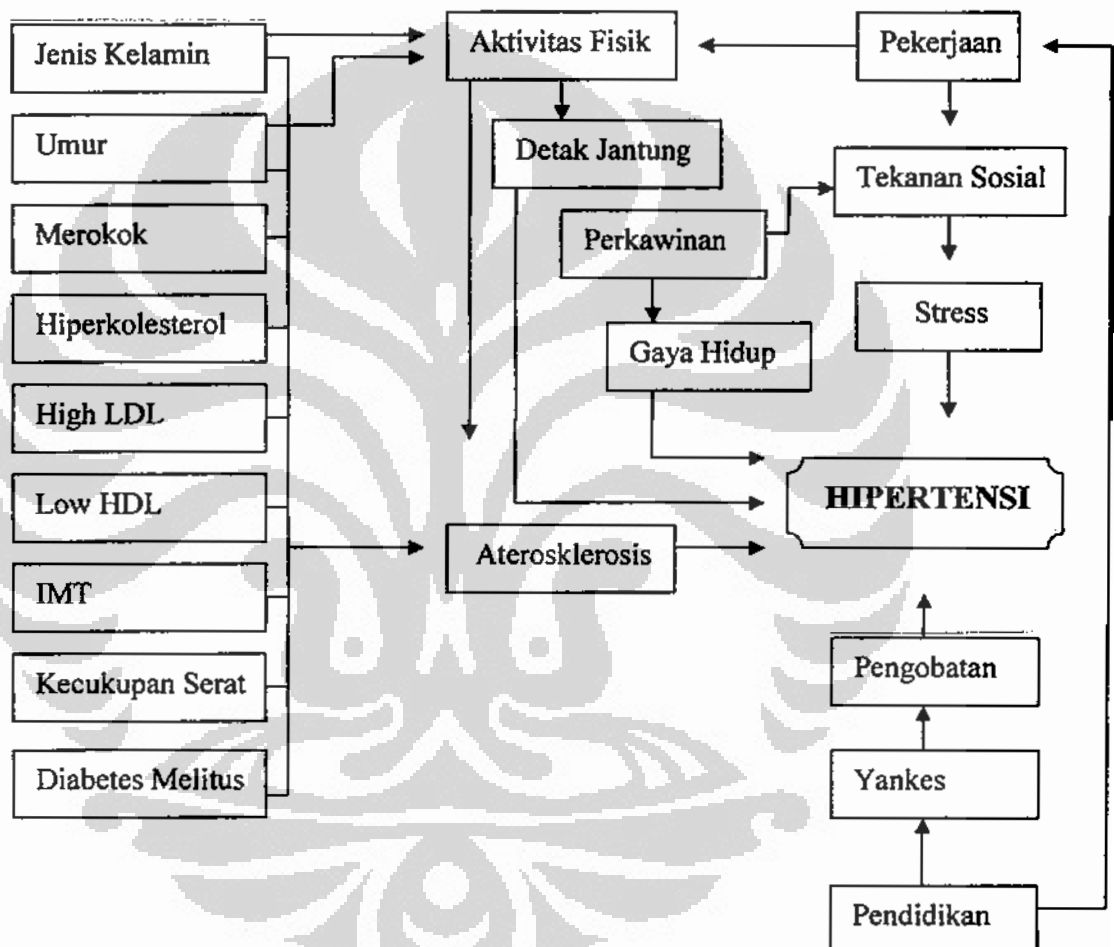 Jenis Kelamin
Umur
Merokok
Hiperkolesterol
High LDL
Low HDL
IMT
Kecukupan Serat
Diabetes Melitus
Aktivitas Fisik
Detak Jantung
Perkawinan
Gaya Hidup
Aterosklerosis
Pekerjaan
Tekanan Sosial
Stress
HIPERTENSI
Pengobatan
Yankes
Pendidikan